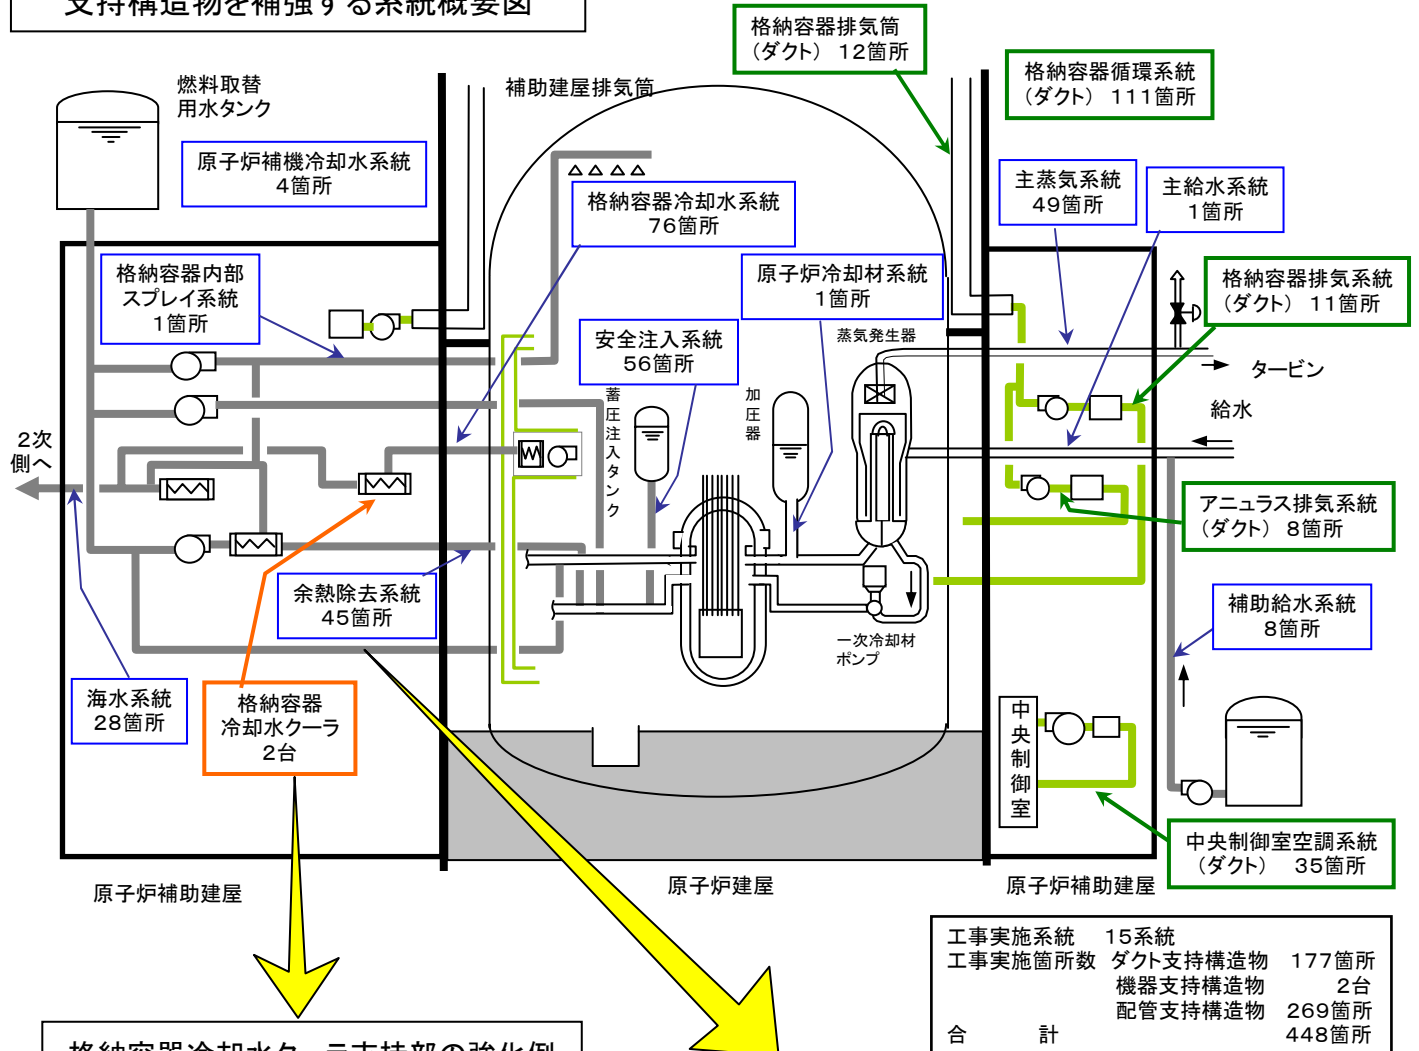 支持構造物を補強する系統概要図
格納容器排気筒
（ダクト） 12箇所
格納容器循環系統
（ダクト） 111箇所
燃料取替
用水タンク
補助建屋排気筒
原子炉補機冷却水系統
4箇所
格納容器冷却水系統
76箇所
主蒸気系統
49箇所
主給水系統
1箇所
格納容器内部
スプレイ系統
1箇所
原子炉冷却材系統
1箇所
格納容器排気系統
（ダクト） 11箇所
安全注入系統
56箇所
蒸気発生器
タービン
給水
蓄圧注入タンク
加圧器
2次
側へ
アニュラス排気系統
（ダクト） 8箇所
余熱除去系統
45箇所
補助給水系統
8箇所
一次冷却材
ポンプ
海水系統
28箇所
格納容器
冷却水クーラ
2台
中央制御室
中央制御室空調系統
（ダクト） 35箇所
原子炉補助建屋
原子炉建屋
原子炉補助建屋
工事実施系統 15系統
工事実施箇所数 ダクト支持構造物 177箇所
機器支持構造物 2台
配管支持構造物 269箇所
合 計 448箇所
格納容器冷却水クーラ支持部の強化例